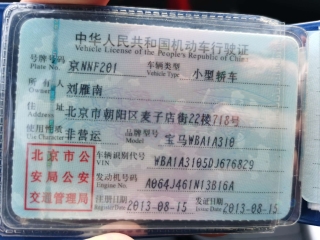 中华人民共和国机动车行驶证
Vehicle License of the People's Republic of China
号牌号码 京NNF201 车辆类型 小型轿车
Plate No. Vehicle Type
所有人 刘雁南
住址 北京市朝阳区麦子店街22楼718号
Address
使用性质 非营运 品牌型号 宝马WBA1A310
Use Character
北京市公安局公安交通管理局
车辆识别代号 WBA1A3105DJ676829
VIN
发动机号码 A064J461N13B16A
Engine No.
注册日期 2013-08-15 发证日期 2013-08-15
Register Date Issue Date